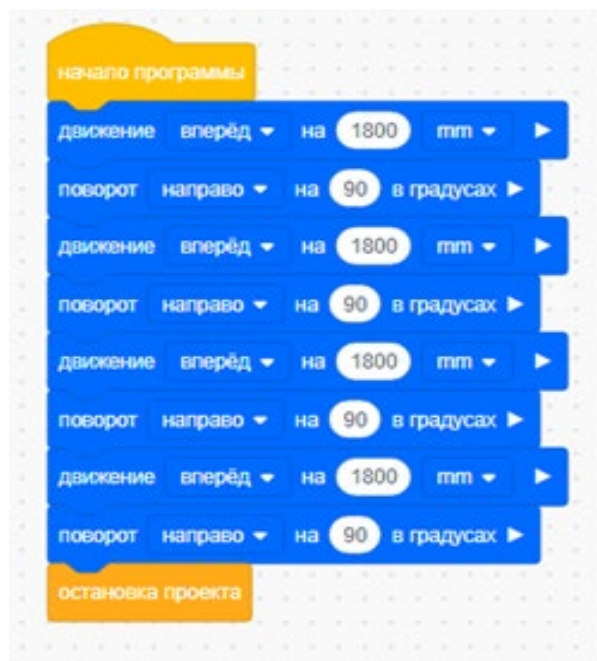 начало программы
движение вперёд на 1800 mm
поворот направо на 90 в градусах
движение вперёд на 1800 mm
поворот направо на 90 в градусах
движение вперёд на 1800 mm
поворот направо на 90 в градусах
движение вперёд на 1800 mm
поворот направо на 90 в градусах
остановка проекта